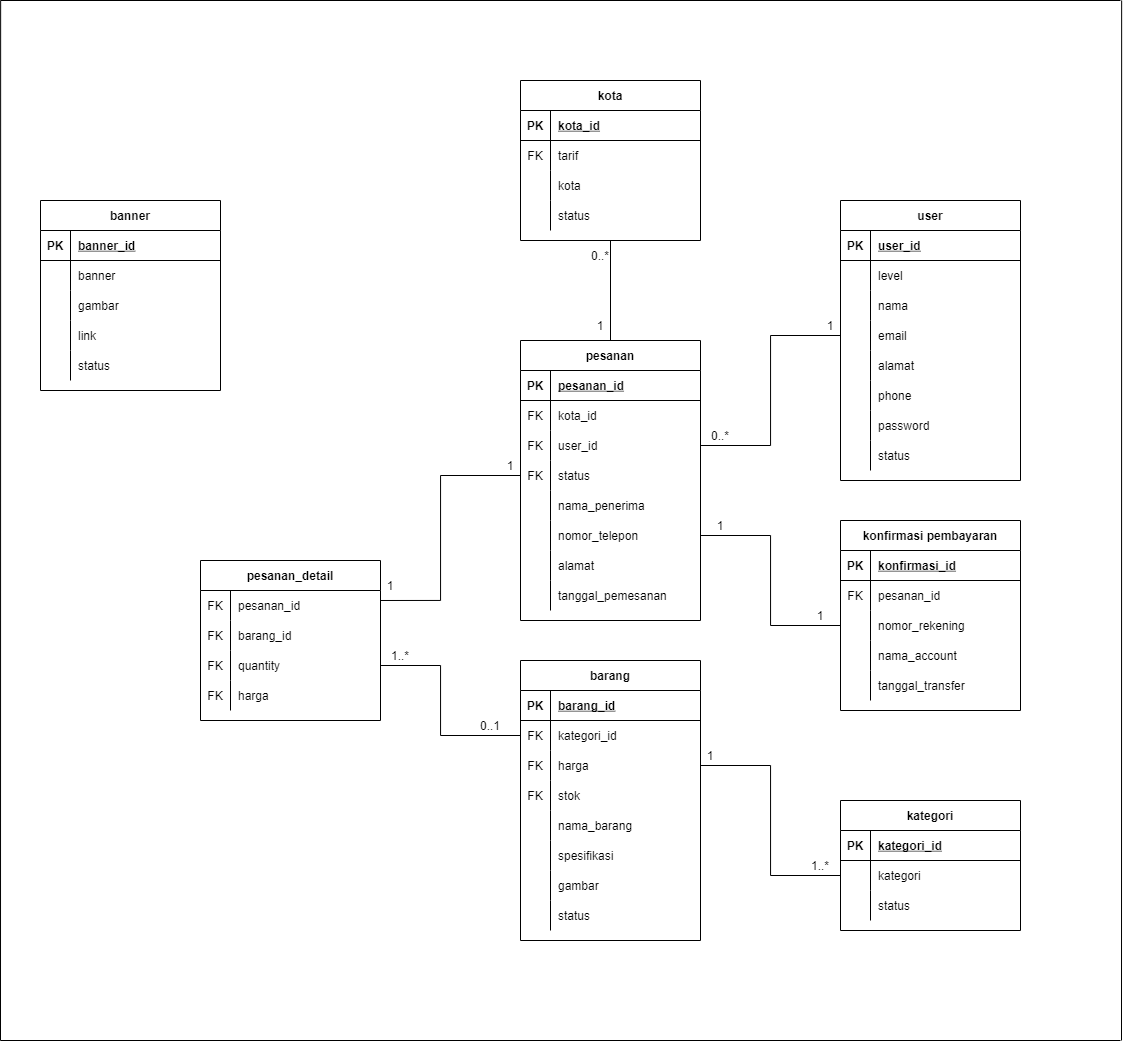 kota
PK kota_id
FK tarif
kota
status
0..*
1
banner
PK banner_id
banner
gambar
link
status
user
PK user_id
level
nama
email
alamat
phone
password
status
1
0..*
pesanan
PK pesanan_id
FK kota_id
FK user_id
FK status
nama_penerima
nomor_telepon
alamat
tanggal_pemesanan
1
1
1
1
konfirmasi pembayaran
PK konfirmasi_id
FK pesanan_id
nomor_rekening
nama_account
tanggal_transfer
pesanan_detail
FK pesanan_id
FK barang_id
FK quantity
FK harga
1..*
0..1
barang
PK barang_id
FK kategori_id
FK harga
FK stok
nama_barang
spesifikasi
gambar
status
1
1..*
kategori
PK kategori_id
kategori
status